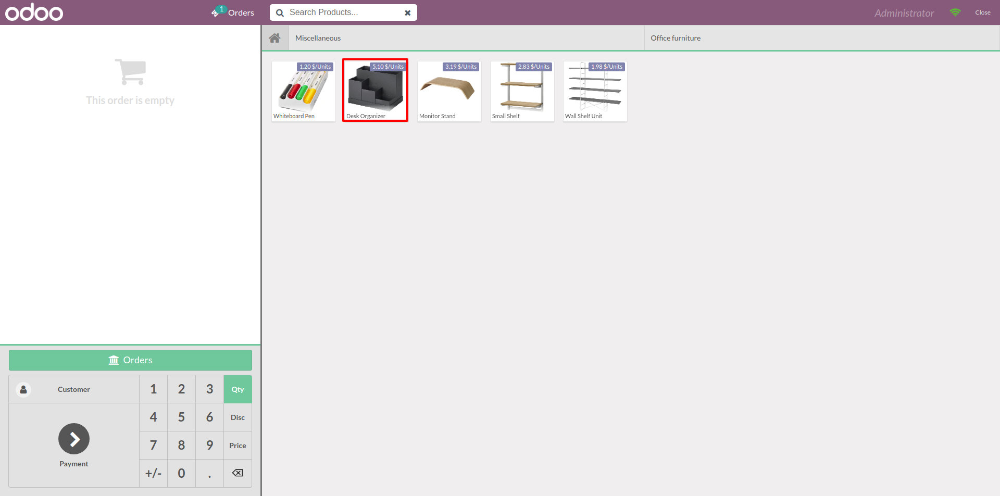 odoo
1
Orders
Search Products...
Administrator
Close
This order is empty
Miscellaneous
Office furniture
1.20 $/Units
Whiteboard Pen
5.10 $/Units
Desk Organizer
3.19 $/Units
Monitor Stand
2.83 $/Units
Small Shelf
1.98 $/Units
Wall Shelf Unit
Orders
Customer
1 2 3 Qty
4 5 6 Disc
7 8 9 Price
Payment
+/- 0 .